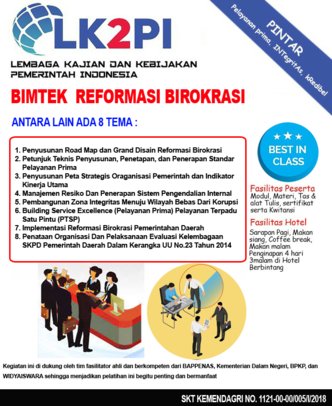 LK2PI
LEMBAGA KAJIAN DAN KEBIJAKAN
PEMERINTAH INDONESIA
PINTAR
Pelayanan prima, INTegritAs, kRedibel
BIMTEK REFORMASI BIROKRASI
ANTARA LAIN ADA 8 TEMA :
1. Penyusunan Road Map dan Grand Disain Reformasi Birokrasi
2. Petunjuk Teknis Penyusunan, Penetapan, dan Penerapan Standar
Pelayanan Prima
3. Penyusunan Peta Strategis Oraganisasi Pemerintah dan Indikator
Kinerja Utama
4. Manajemen Resiko Dan Penerapan Sistem Pengendalian Internal
5. Pembangunan Zona Integritas Menuju Wilayah Bebas Dari Korupsi
6. Building Service Excellence (Pelayanan Prima) Pelayanan Terpadu
Satu Pintu (PTSP)
7. Implementasi Reformasi Birokrasi Pemerintahan Daerah
8. Penataan Organisasi Dan Pelaksanaan Evaluasi Kelembagaan
SKPD Pemerintah Daerah Dalam Kerangka UU No.23 Tahun 2014
BEST IN
CLASS
Fasilitas Peserta
Modul, Materi, Tas &
alat Tulis, sertifikat
serta Kwitansi
Fasilitas Hotel
Sarapan Pagi, Makan
siang, Coffee break,
Makan malam
Penginapan 4 hari
3malam di Hotel
Berbintang
Kegiatan ini di dukung oleh tim fasilitator ahli dan berkompeten dari BAPPENAS, Kementerian Dalam Negeri, BPKP, dan
WIDYAISWARA sehingga menjadikan pelatihan ini begitu penting dan bermanfaat
SKT KEMENDAGRI NO. 1121-00-00/005/I/2018